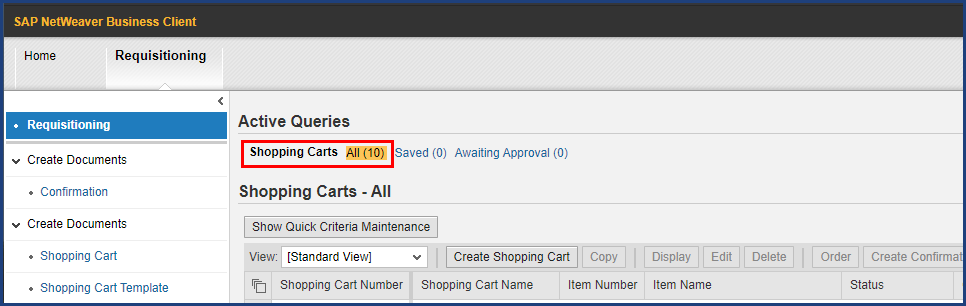 SAP NetWeaver Business Client
Home Requisitioning
Requisitioning
Create Documents
Confirmation
Create Documents
Shopping Cart
Shopping Cart Template
Active Queries
Shopping Carts All (10) Saved (0) Awaiting Approval (0)
Shopping Carts - All
Show Quick Criteria Maintenance
View: [Standard View] Create Shopping Cart Copy Display Edit Delete Order Create Confirmat
Shopping Cart Number Shopping Cart Name Item Number Item Name Status